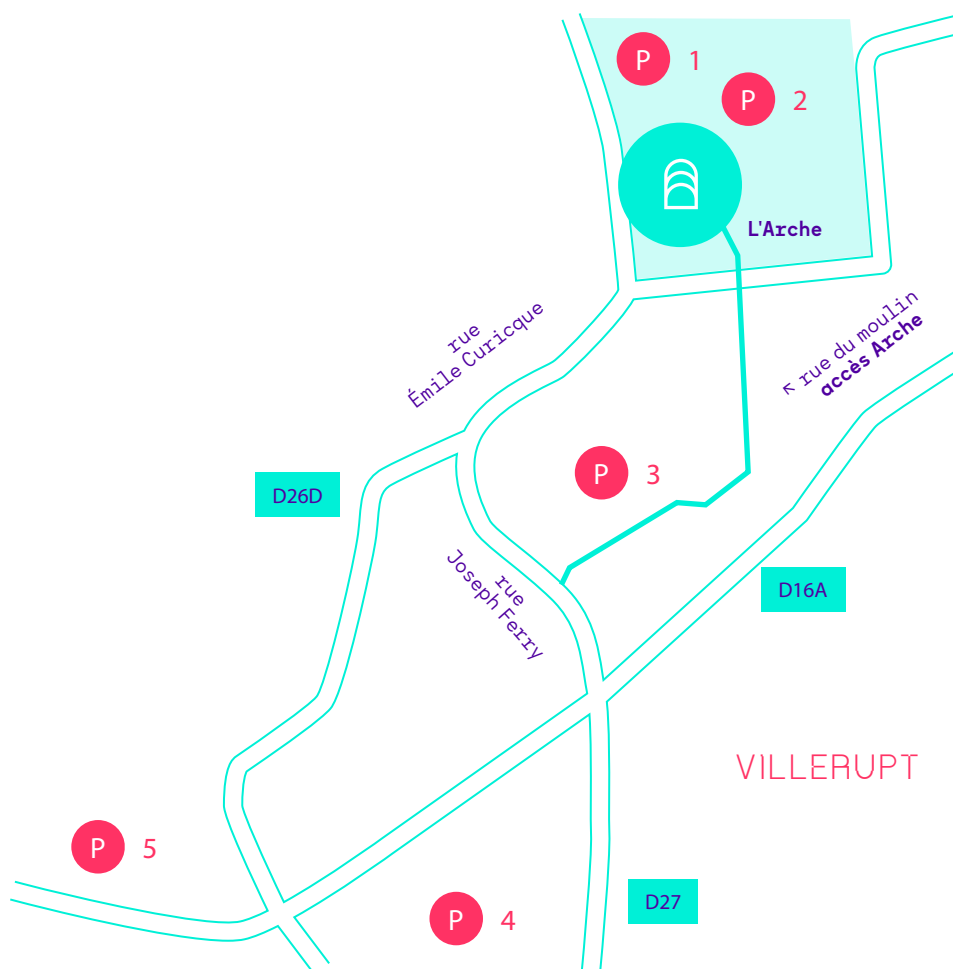 P 1
P 2
L'Arche
rue
Émile Curicque
↖ rue du moulin
accès Arche
P 3
D26D
rue
Joseph Ferry
D16A
VILLERUPT
P 5
P 4
D27